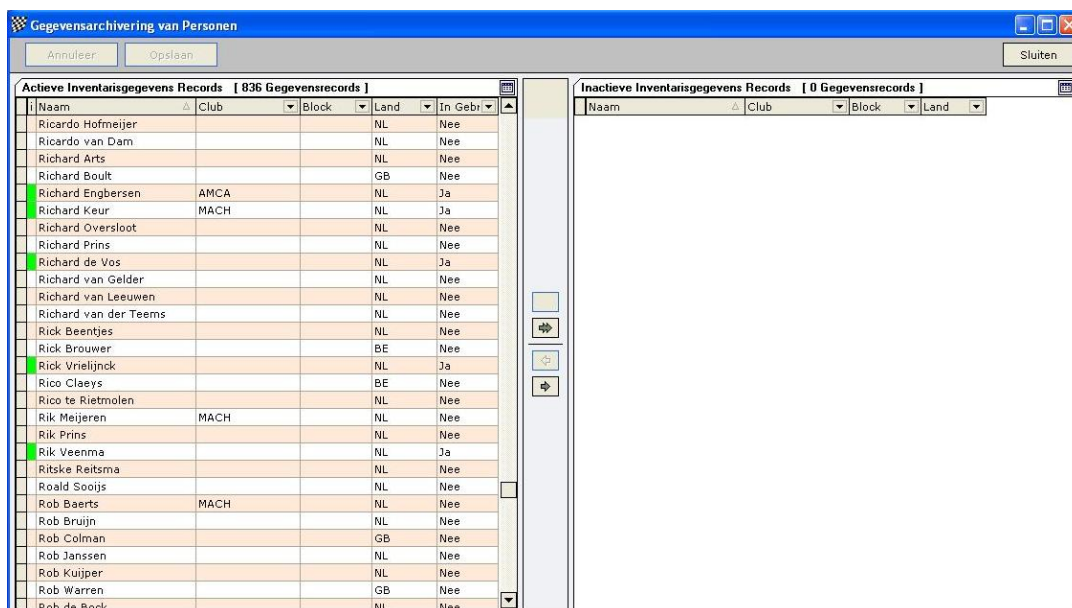 Gegevensarchivering van Personen
Annuleer Opslaan Sluiten
Actieve Inventarisgegevens Records [ 836 Gegevensrecords ]
i Naam Club Block Land In Gebr
Ricardo Hofmeijer NL Nee
Ricardo van Dam NL Nee
Richard Arts NL Nee
Richard Boult GB Nee
Richard Engbersen AMCA NL Ja
Richard Keur MACH NL Ja
Richard Oversloot NL Nee
Richard Prins NL Nee
Richard de Vos NL Ja
Richard van Gelder NL Nee
Richard van Leeuwen NL Nee
Richard van der Teems NL Nee
Rick Beentjes NL Nee
Rick Brouwer BE Nee
Rick Vrielijnck NL Ja
Rico Claeys BE Nee
Rico te Rietmolen NL Nee
Rik Meijeren MACH NL Nee
Rik Prins NL Nee
Rik Veenma NL Ja
Ritske Reitsma NL Nee
Roald Sooijs NL Nee
Rob Baerts MACH NL Nee
Rob Bruijn NL Nee
Rob Colman GB Nee
Rob Janssen NL Nee
Rob Kuijper NL Nee
Rob Warren GB Nee
Rob de Bock NL Nee
Inactieve Inventarisgegevens Records [ 0 Gegevensrecords ]
Naam Club Block Land